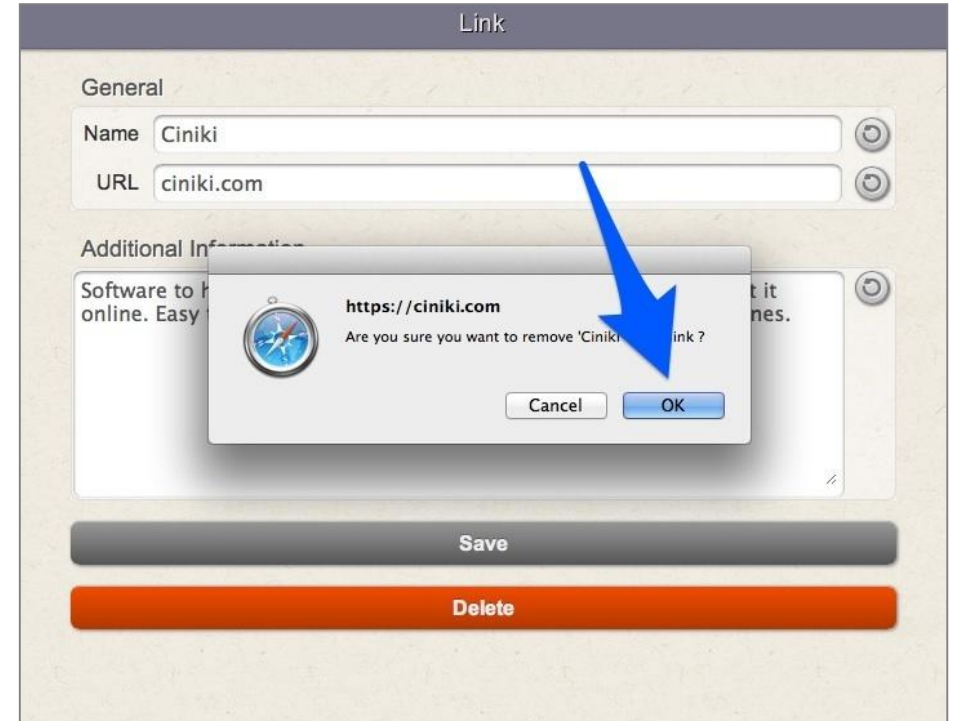 Link
General
Name Ciniki
URL ciniki.com
Additional Information
Software to t it
online. Easy nes.
https://ciniki.com
Are you sure you want to remove 'Ciniki ink ?
Cancel OK
Save
Delete